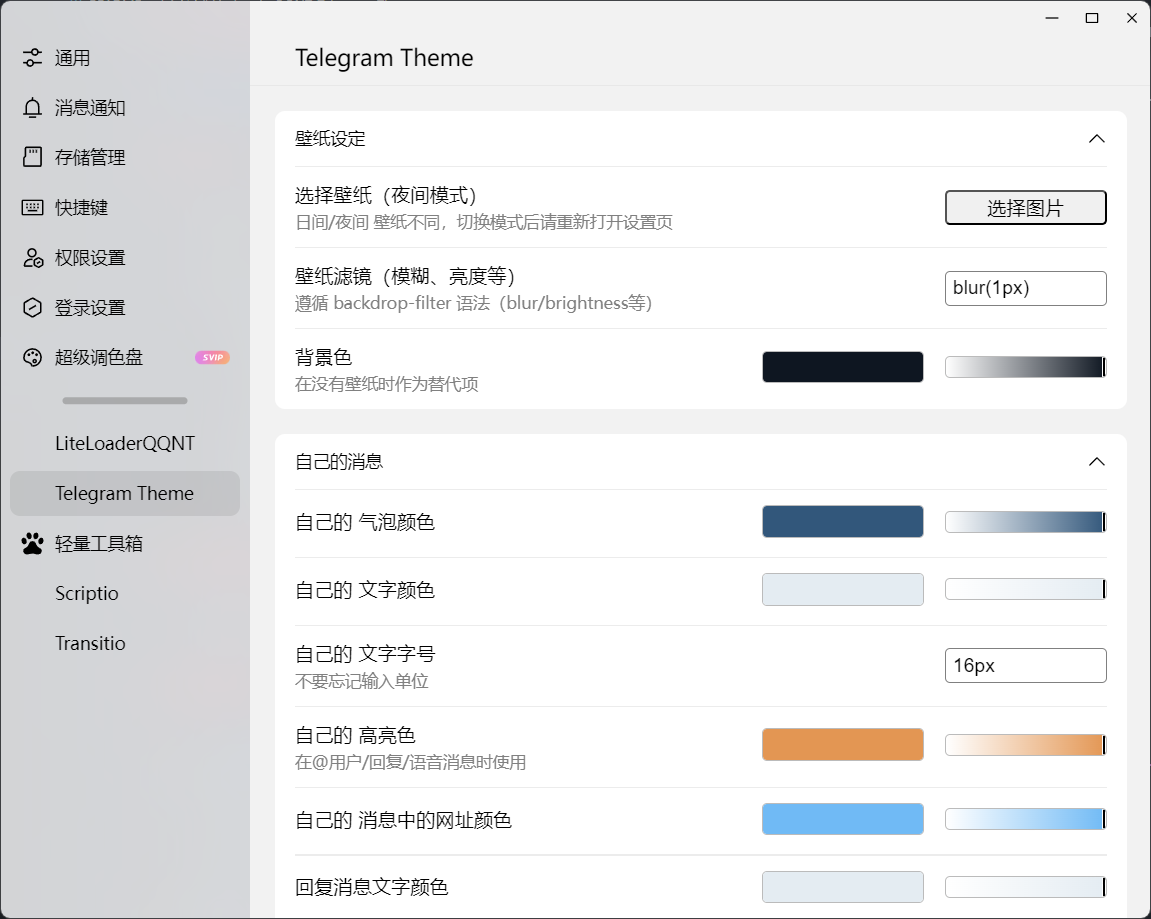 通用
消息通知
存储管理
快捷键
权限设置
登录设置
超级调色盘 SVIP
LiteLoaderQQNT
Telegram Theme
轻量工具箱
Scriptio
Transitio
Telegram Theme
壁纸设定
选择壁纸（夜间模式）
日间/夜间 壁纸不同，切换模式后请重新打开设置页
选择图片
壁纸滤镜（模糊、亮度等）
遵循 backdrop-filter 语法（blur/brightness等）
blur(1px)
背景色
在没有壁纸时作为替代项
自己的消息
自己的 气泡颜色
自己的 文字颜色
自己的 文字字号
不要忘记输入单位
16px
自己的 高亮色
在@用户/回复/语音消息时使用
自己的 消息中的网址颜色
回复消息文字颜色